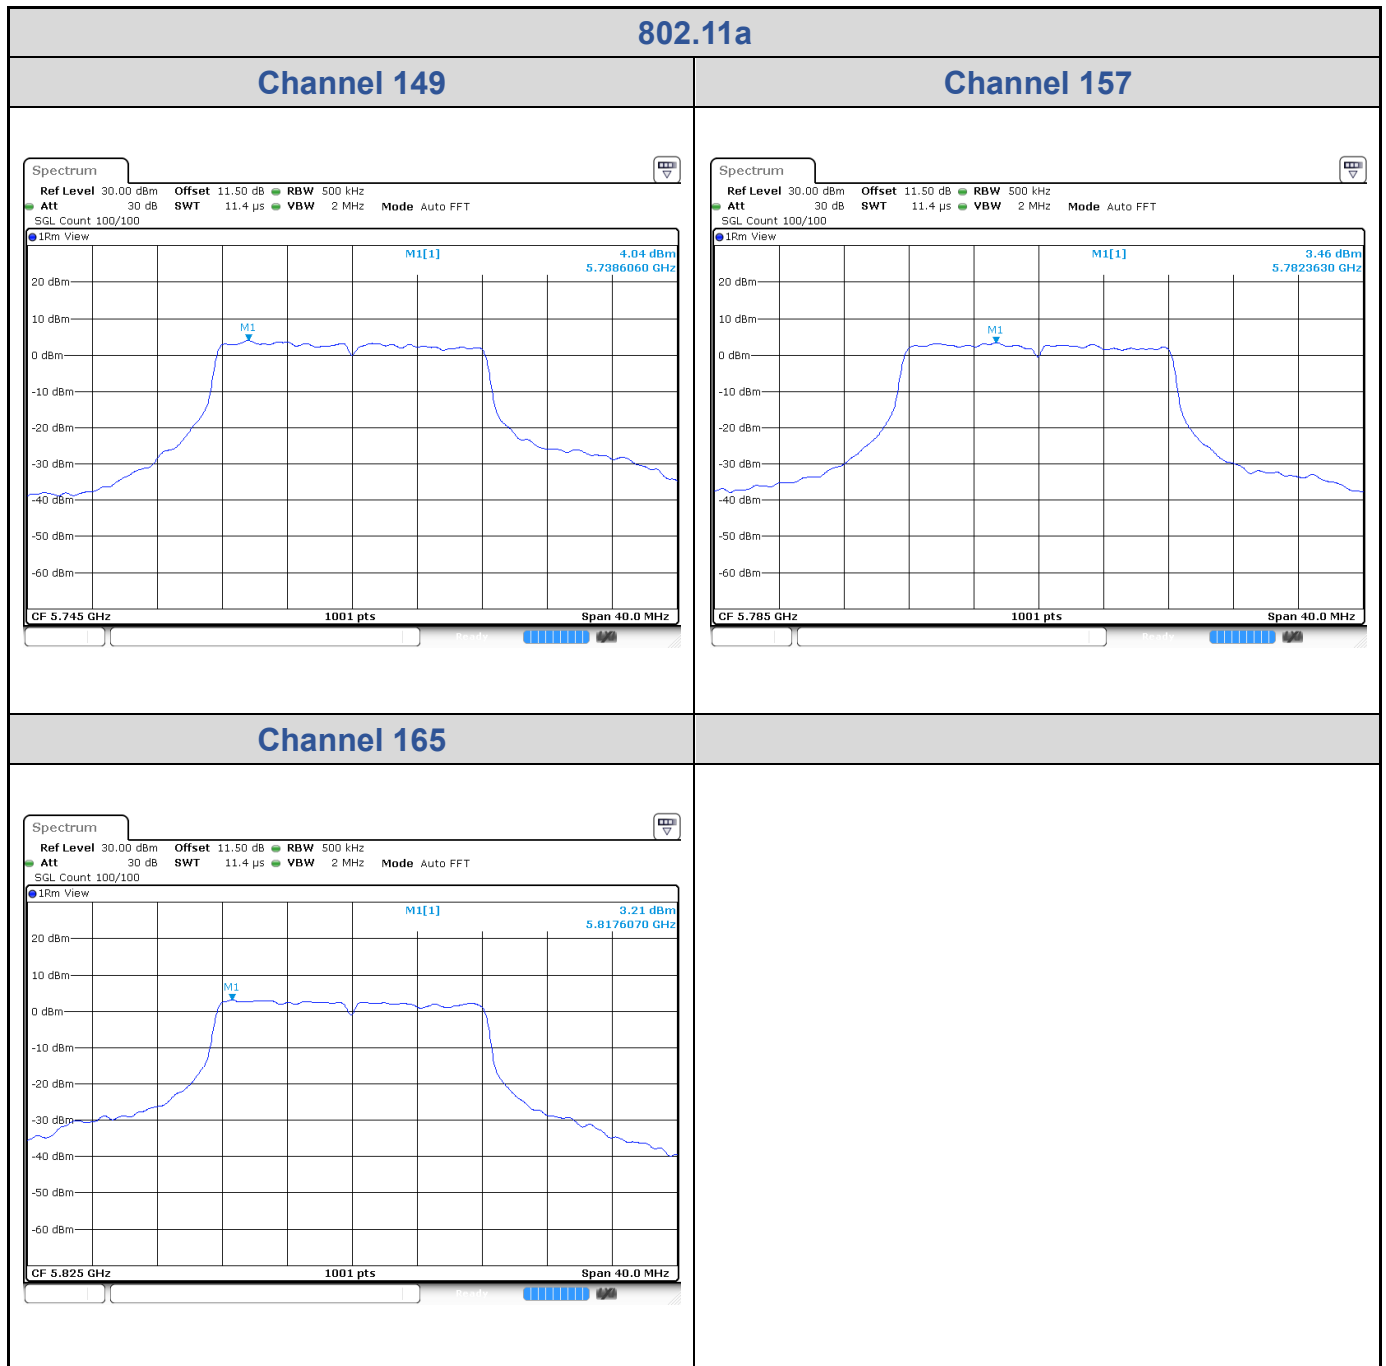 802.11a
Channel 149
Channel 157
Spectrum
Ref Level 30.00 dBm Offset 11.50 dB RBW 500 kHz
Att 30 dB SWT 11.4 µs VBW 2 MHz Mode Auto FFT
SGL Count 100/100
1Rm View
M1[1] 4.04 dBm
5.7386060 GHz
20 dBm
10 dBm
M1
0 dBm
-10 dBm
-20 dBm
-30 dBm
-40 dBm
-50 dBm
-60 dBm
CF 5.745 GHz 1001 pts Span 40.0 MHz
Ready
Spectrum
Ref Level 30.00 dBm Offset 11.50 dB RBW 500 kHz
Att 30 dB SWT 11.4 µs VBW 2 MHz Mode Auto FFT
SGL Count 100/100
1Rm View
M1[1] 3.46 dBm
5.7823630 GHz
20 dBm
10 dBm
M1
0 dBm
-10 dBm
-20 dBm
-30 dBm
-40 dBm
-50 dBm
-60 dBm
CF 5.785 GHz 1001 pts Span 40.0 MHz
Ready
Channel 165
Spectrum
Ref Level 30.00 dBm Offset 11.50 dB RBW 500 kHz
Att 30 dB SWT 11.4 µs VBW 2 MHz Mode Auto FFT
SGL Count 100/100
1Rm View
M1[1] 3.21 dBm
5.8176070 GHz
20 dBm
10 dBm
M1
0 dBm
-10 dBm
-20 dBm
-30 dBm
-40 dBm
-50 dBm
-60 dBm
CF 5.825 GHz 1001 pts Span 40.0 MHz
Ready